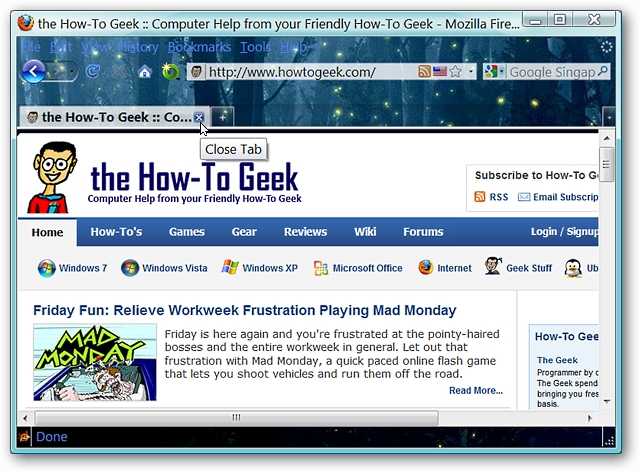 the How-To Geek :: Computer Help from your Friendly How-To Geek - Mozilla Fire...
File Edit View History Bookmarks Tools Help
http://www.howtogeek.com/
Google Singap
the How-To Geek :: Co...
Close Tab
the How-To Geek
Computer Help from your Friendly How-To Geek
Subscribe to How-To Ge
RSS Email Subscrip
Home How-To's Games Gear Reviews Wiki Forums Login / Signup
Windows 7 Windows Vista Windows XP Microsoft Office Internet Geek Stuff Ub
Friday Fun: Relieve Workweek Frustration Playing Mad Monday
MAD MONDAY
Friday is here again and you're frustrated at the pointy-haired
bosses and the entire workweek in general. Let out that
frustration with Mad Monday, a quick paced online flash game
that lets you shoot vehicles and run them off the road.
Read More...
How-To Gee
The Geek
Programmer by d
The Geek spend
bringing you fres
basis.
Done